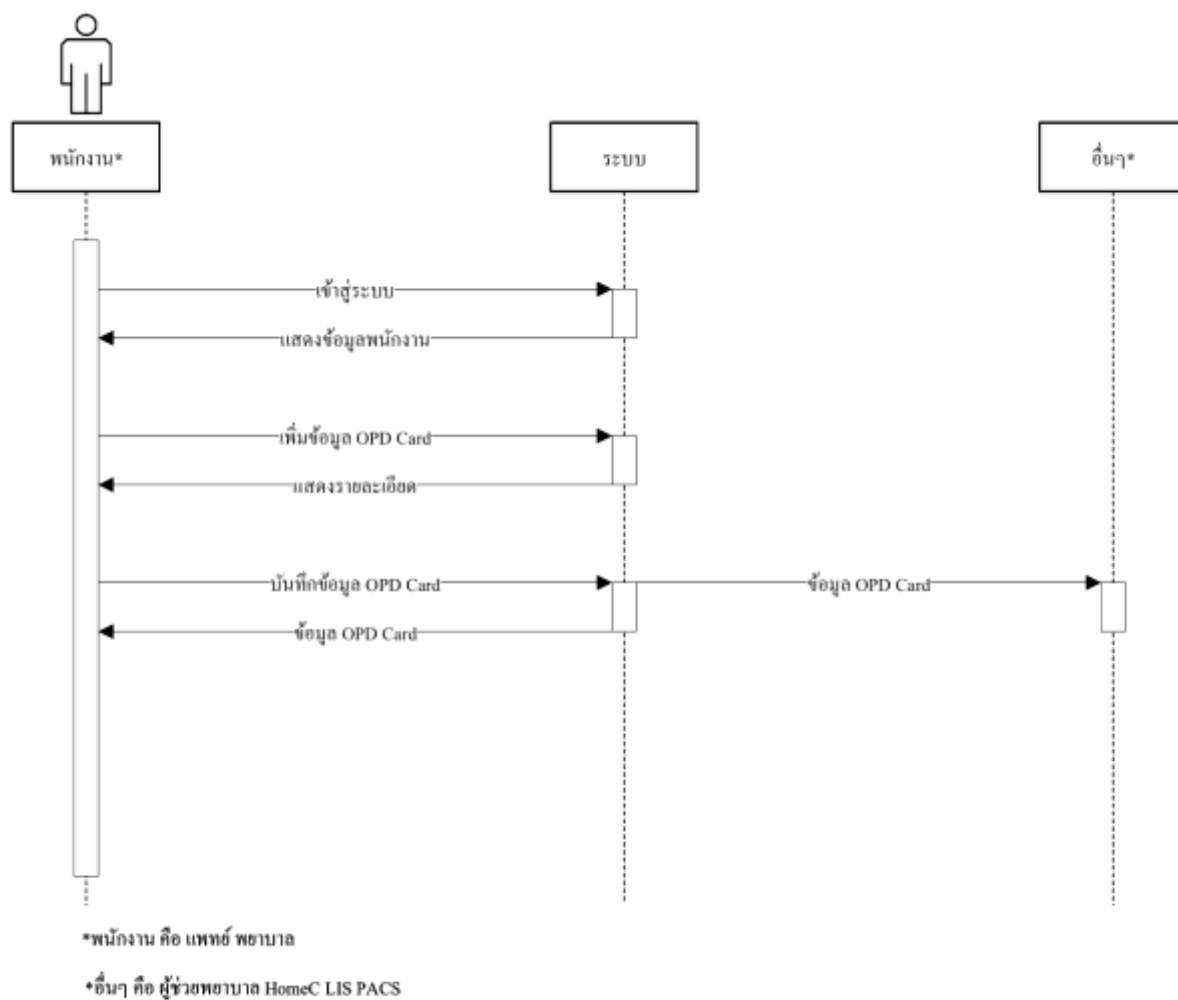 พนักงาน*
ระบบ
อื่นๆ*
เข้าสู่ระบบ
แสดงข้อมูลพนักงาน
เพิ่มข้อมูล OPD Card
แสดงรายละเอียด
บันทึกข้อมูล OPD Card
ข้อมูล OPD Card
ข้อมูล OPD Card
*พนักงาน คือ แพทย์ พยาบาล
*อื่นๆ คือ ผู้ช่วยพยาบาล HomeC LIS PACS